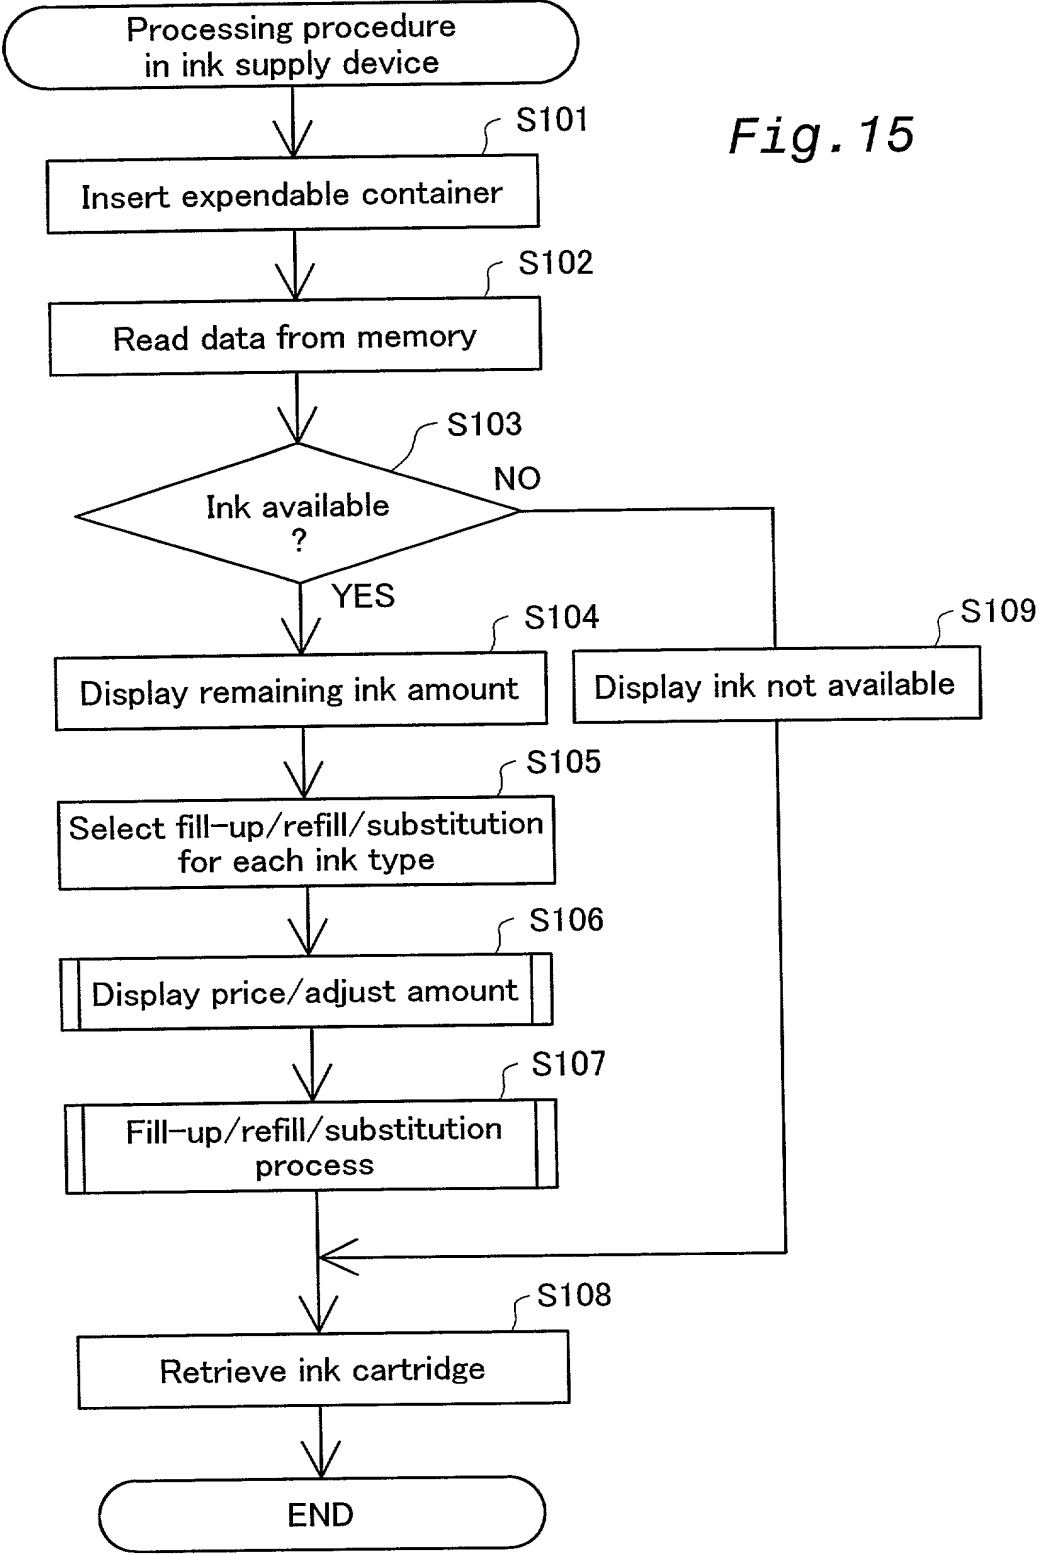 Processing procedure
in ink supply device
Fig.15
S101
Insert expendable container
S102
Read data from memory
S103
NO
Ink available
?
YES
S104
Display remaining ink amount
S109
Display ink not available
S105
Select fill-up/refill/substitution
for each ink type
S106
Display price/adjust amount
S107
Fill-up/refill/substitution
process
S108
Retrieve ink cartridge
END